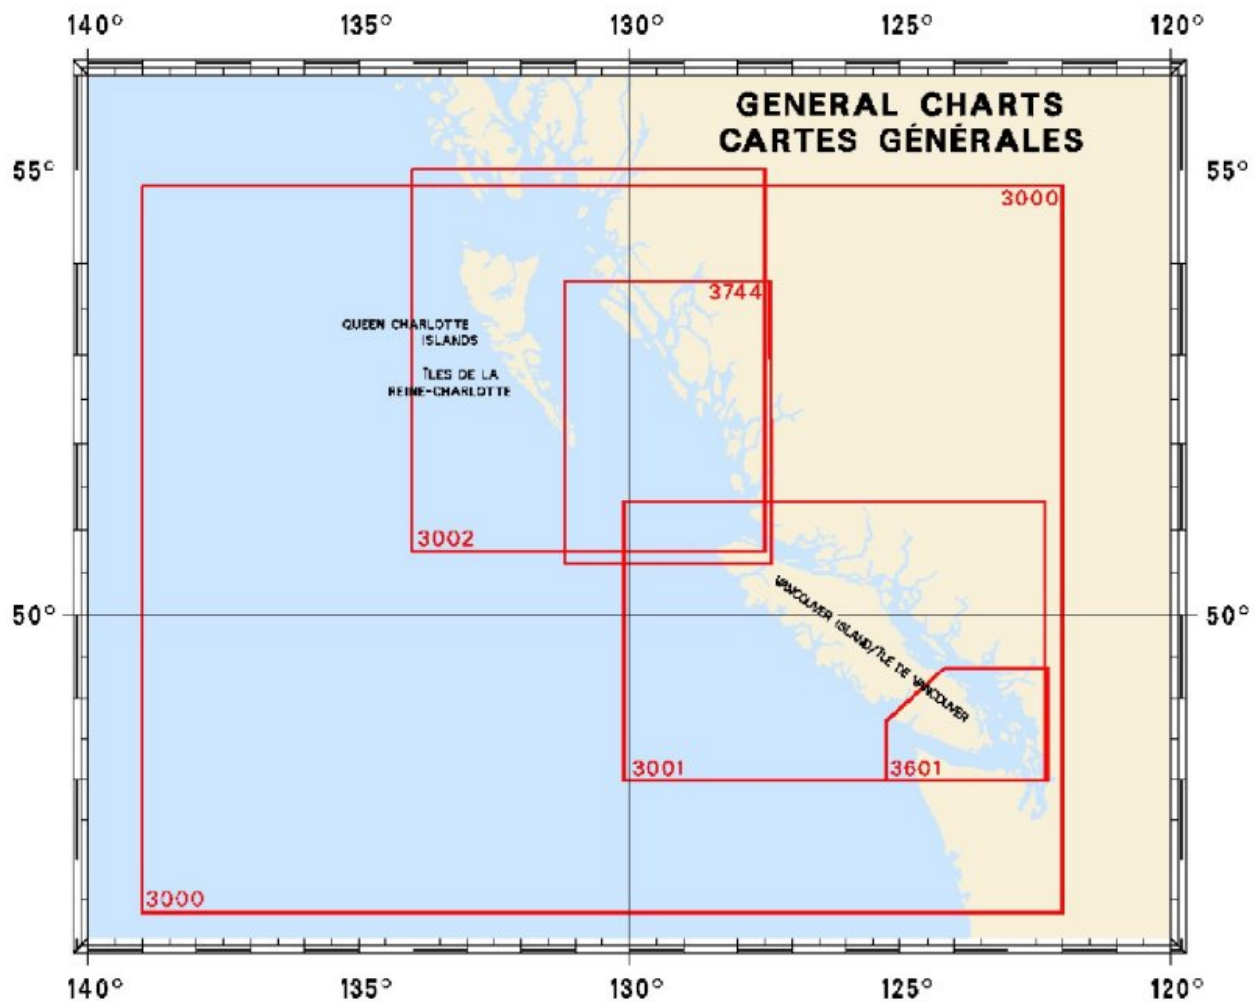 140° 135° 130° 125° 120°
GENERAL CHARTS
CARTES GÉNÉRALES
55° 55°
3000
3744
QUEEN CHARLOTTE
ISLANDS
ÎLES DE LA
REINE-CHARLOTTE
3002
VANCOUVER ISLAND/ÎLE DE VANCOUVER
50° 50°
3001 3601
3000
140° 135° 130° 125° 120°